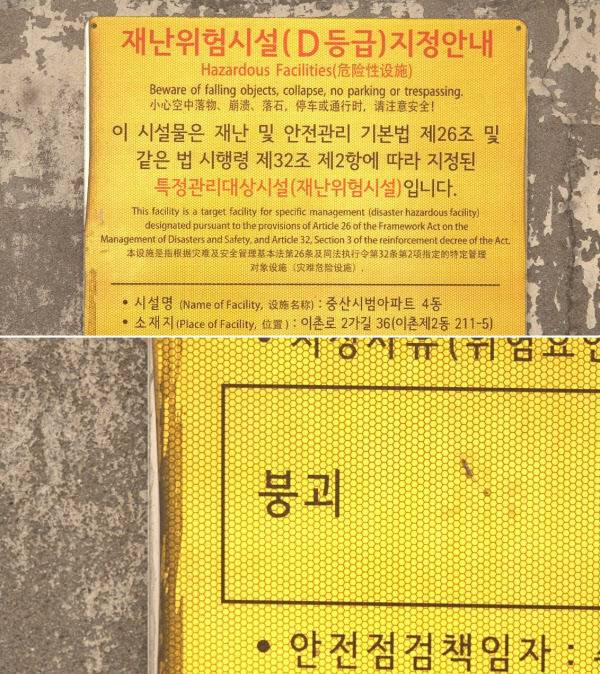 재난위험시설(D등급)지정안내
Hazardous Facilities(危险性设施)
Beware of falling objects, collapse, no parking or trespassing.
小心空中落物、崩溃、落石，停车或通行时，请注意安全！
이 시설물은 재난 및 안전관리 기본법 제26조 및
같은 법 시행령 제32조 제2항에 따라 지정된
특정관리대상시설(재난위험시설)입니다.
This facility is a target facility for specific management (disaster hazardous facility)
designated pursuant to the provisions of Article 26 of the Framework Act on the
Management of Disasters and Safety, and Article 32, Section 3 of the reinforcement decree of the Act.
本设施是指根据灾难及安全管理基本法第26条及同法执行令第32条第2项指定的特定管理
对象设施（灾难危险设施）.
• 시설명 (Name of Facility, 设施名称) : 중산시범아파트 4동
• 소재지 (Place of Facility, 位置) : 이촌로 2가길 36(이촌제2동 211-5)
붕괴
• 안전점검책임자 :